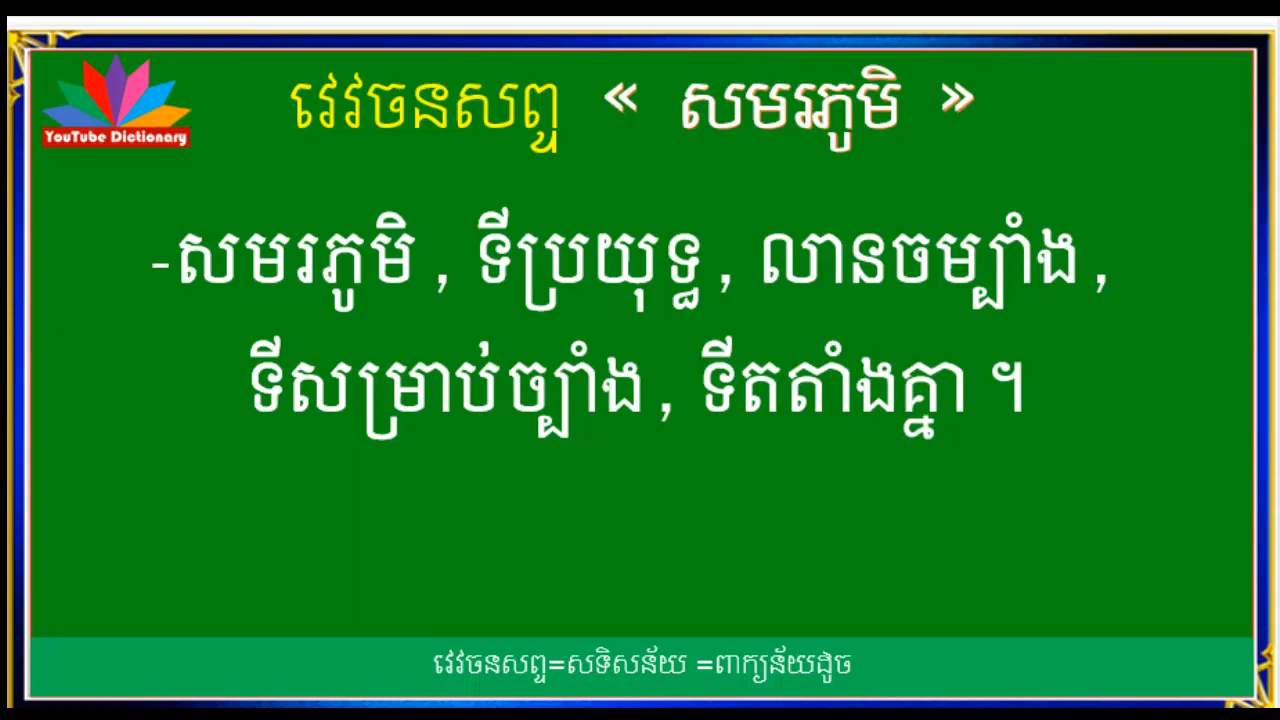 YouTube Dictionary
វេវចនសព្ទ « សមរភូមិ »
-សមរភូមិ , ទីប្រយុទ្ធ , លានចម្បាំង ,
ទីសម្រាប់ច្បាំង , ទីតតាំងគ្នា ។
វេវចនសព្ទ=សទិសន័យ =ពាក្យន័យដូច